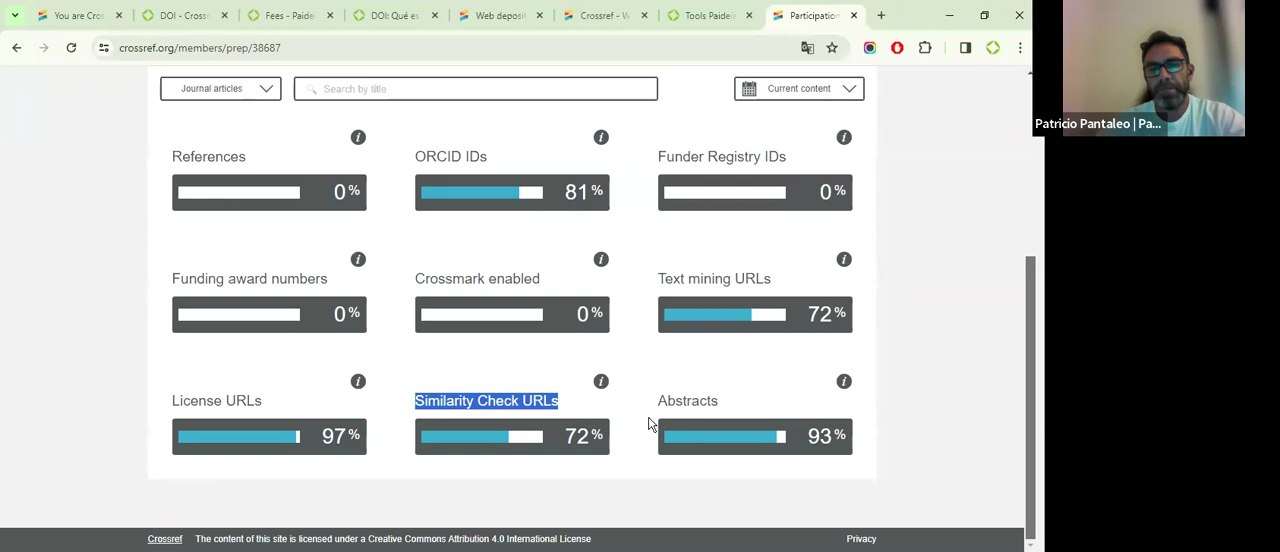 You are Cros
DOI - Crossr
Fees - Paide
DOI: Qué es
Web deposit
Crossref - W
Tools Paidei
Participation
crossref.org/members/prep/38687
Patricio Pantaleo | Pa...
Journal articles
Search by title
Current content
References
ORCID IDs
Funder Registry IDs
0 %
81 %
0 %
Funding award numbers
Crossmark enabled
Text mining URLs
0 %
0 %
72 %
License URLs
Similarity Check URLs
Abstracts
97 %
72 %
93 %
Crossref The content of this site is licensed under a Creative Commons Attribution 4.0 International License Privacy